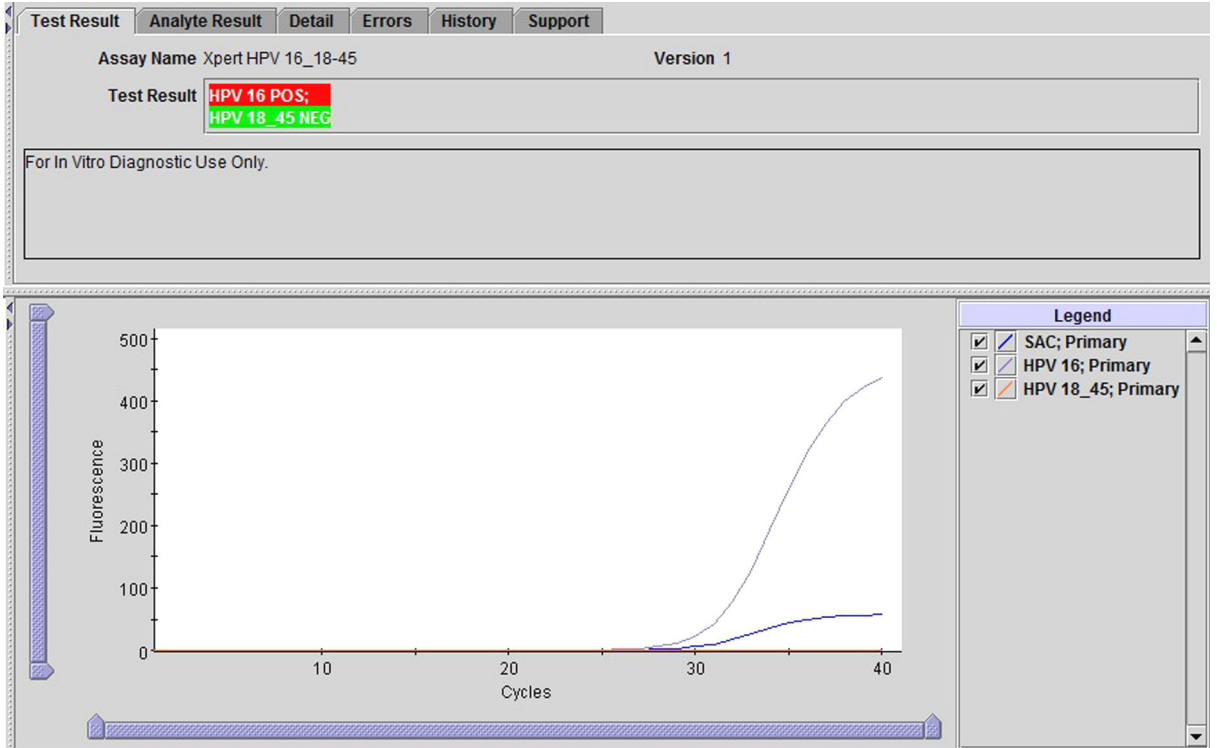 Test Result Analyte Result Detail Errors History Support
Assay Name Xpert HPV 16_18-45 Version 1
Test Result HPV 16 POS;
HPV 18_45 NEG
For In Vitro Diagnostic Use Only.
Legend
SAC; Primary
HPV 16; Primary
HPV 18_45; Primary
500
400
300
200
100
0
Fluorescence
10 20 30 40
Cycles